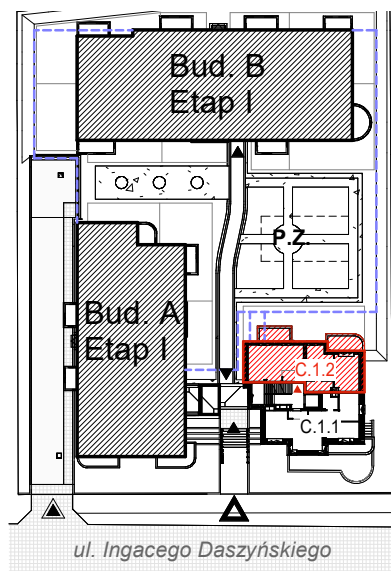 Bud. B
Etap I
P.Z.
Bud. A
Etap I
C.1.2
C.1.1
ul. Ingacego Daszyńskiego